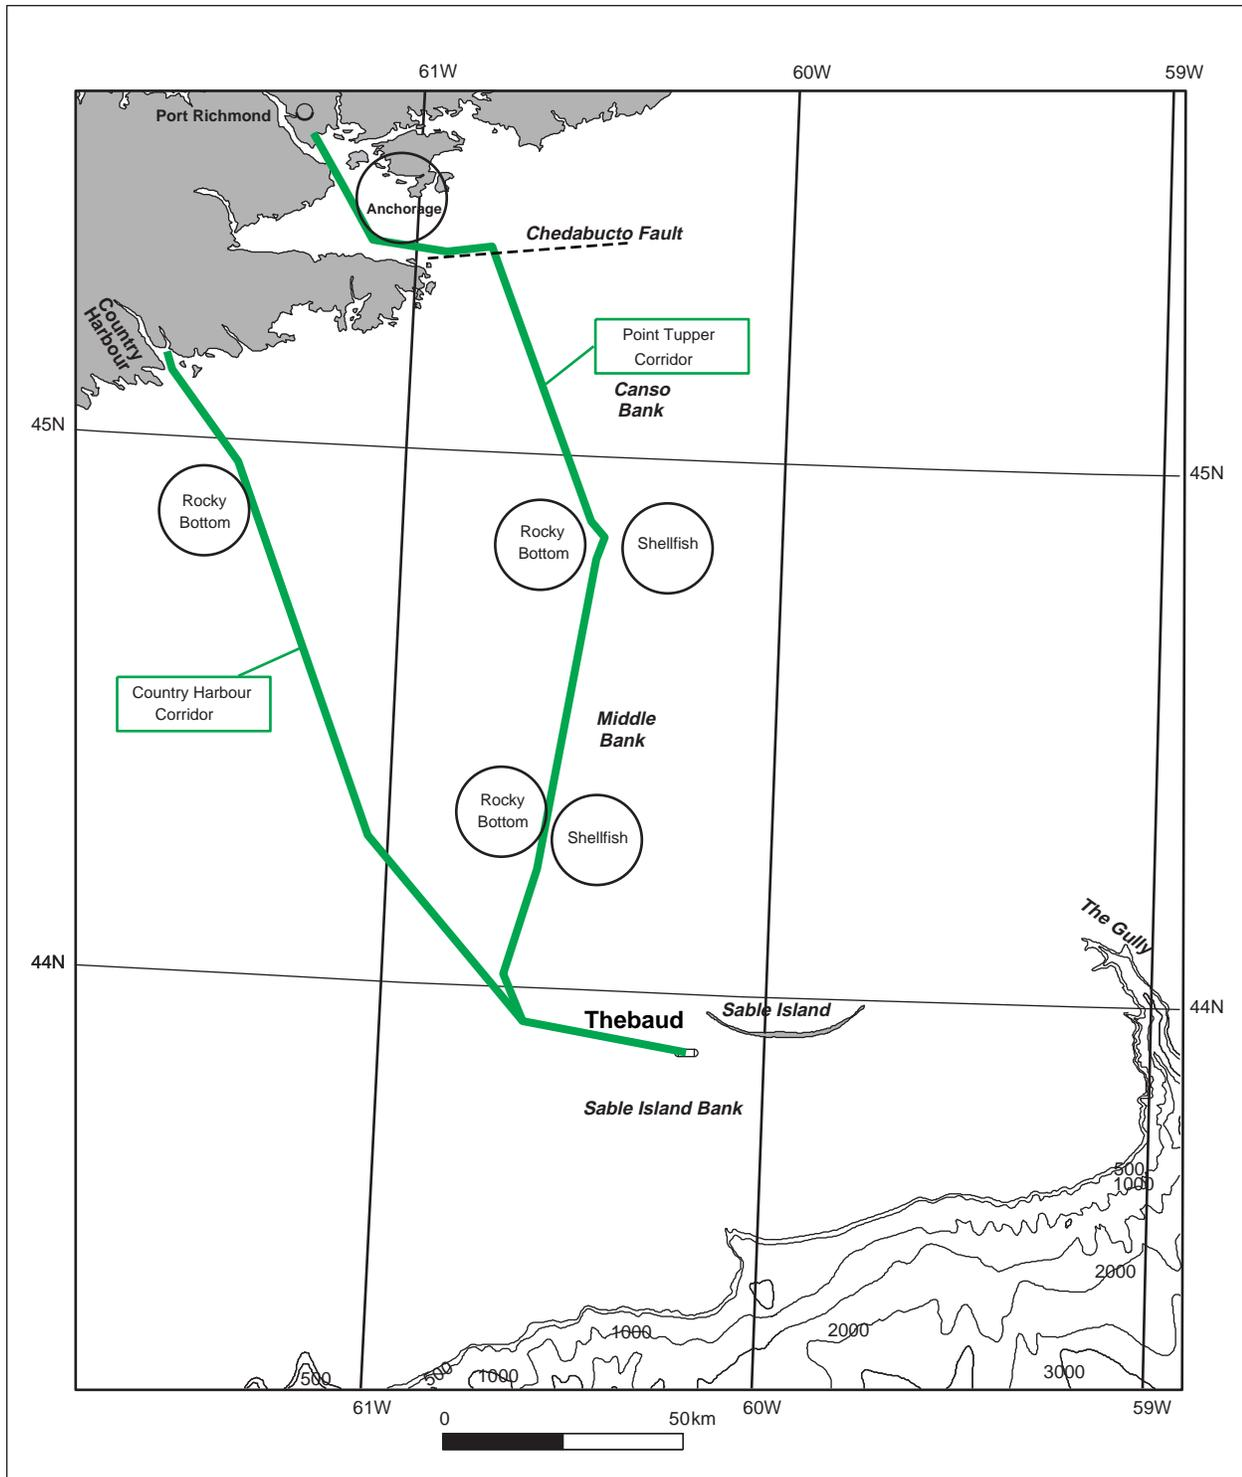 61W
60W
59W
Port Richmond
Anchorage
Chedabucto Fault
Country
Harbour
Point Tupper
Corridor
Canso
Bank
45N
45N
Rocky
Bottom
Rocky
Bottom
Shellfish
Country Harbour
Corridor
Middle
Bank
Rocky
Bottom
Shellfish
The Gully
44N
44N
Thebaud
Sable Island
Sable Island Bank
500
1000
2000
1000
2000
500
500
1000
3000
61W
60W
59W
0
50km